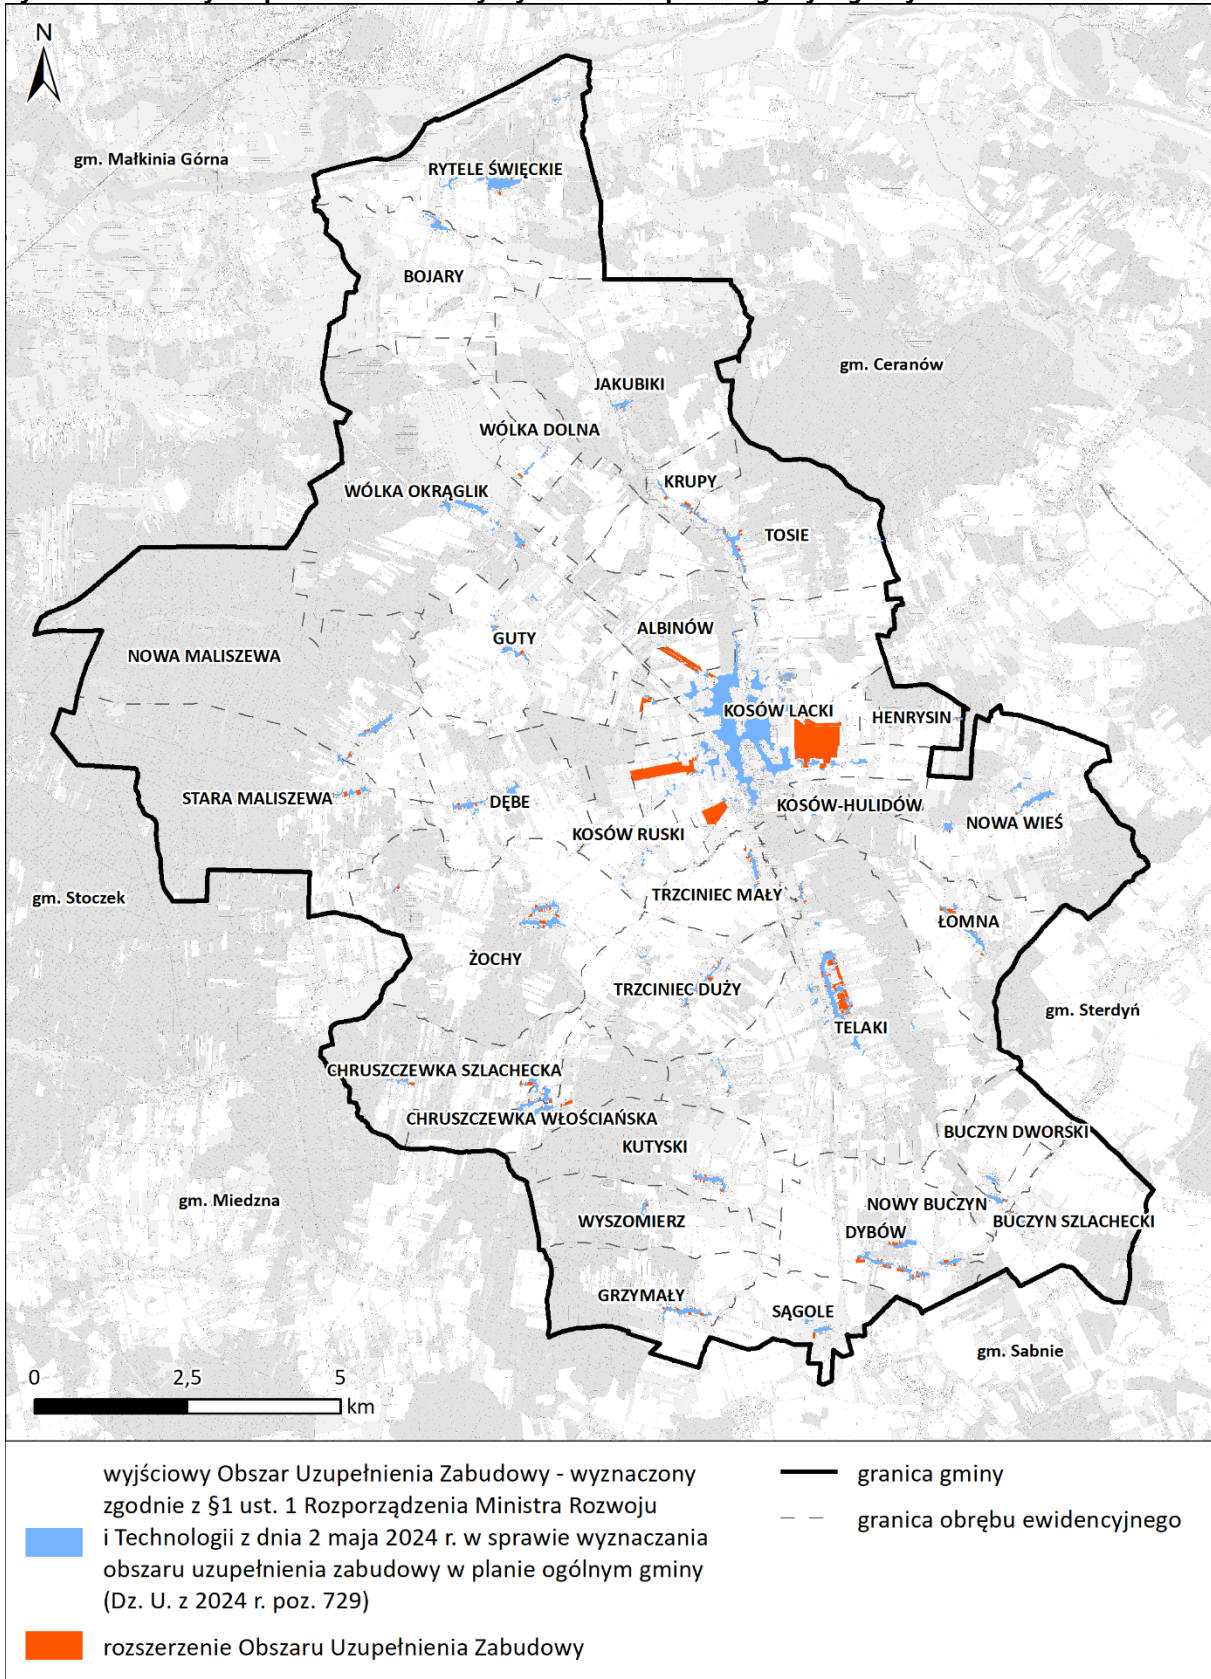 N
gm. Małkinia Górna
RYTELE ŚWIĘCKIE
BOJARY
gm. Ceranów
JAKUBIKI
WÓLKA DOLNA
WÓLKA OKRĄGLIK
KRUPY
TOSIE
ALBINÓW
GUTY
NOWA MALISZEWA
KOSÓW LACKI
HENRYSIN
STARA MALISZEWA
DĘBE
KOSÓW-HULIDÓW
NOWA WIEŚ
KOSÓW RUSKI
gm. Stoczek
TRZCINIEC MAŁY
ŁOMNA
ŻOCHY
TRZCINIEC DUŻY
gm. Sterdyń
TELAKI
CHRUSZCZEWKA SZLACHECKA
CHRUSZCZEWKA WŁOŚCIAŃSKA
BUCZYN DWORSKI
KUTYSKI
gm. Miedzna
NOWY BUCZYN
WYSZOMIERZ
BUCZYN SZLACHECKI
DYBÓW
GRZYMAŁY
SĄGOLE
gm. Sabnie
0 2,5 5
km
wyjściowy Obszar Uzupełnienia Zabudowy - wyznaczony
zgodnie z §1 ust. 1 Rozporządzenia Ministra Rozwoju
i Technologii z dnia 2 maja 2024 r. w sprawie wyznaczania
obszaru uzupełnienia zabudowy w planie ogólnym gminy
(Dz. U. z 2024 r. poz. 729)
rozszerzenie Obszaru Uzupełnienia Zabudowy
granica gminy
granica obrębu ewidencyjnego